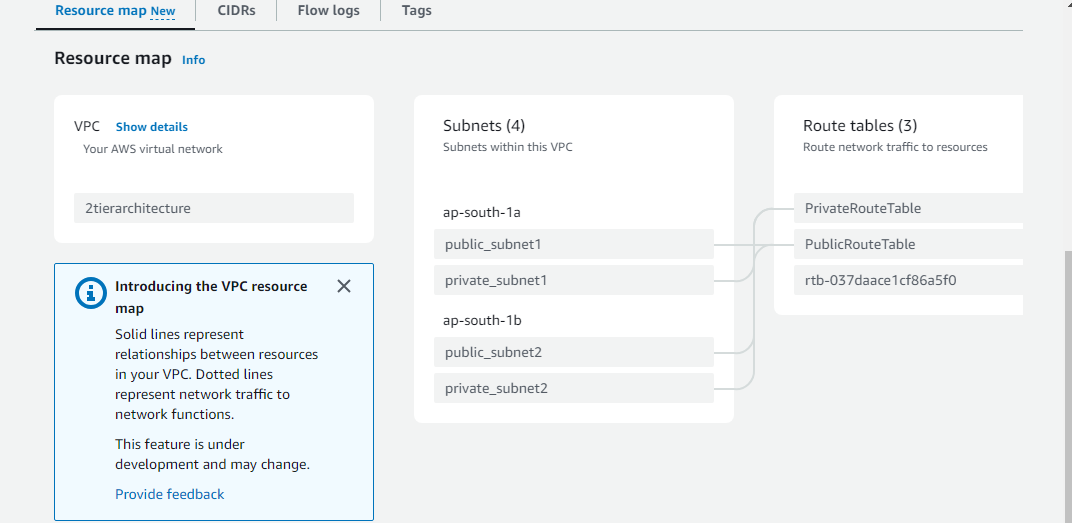 Resource map New
CIDRs
Flow logs
Tags
Resource map Info
VPC Show details
Your AWS virtual network
2tierarchitecture
Introducing the VPC resource
map
Solid lines represent
relationships between resources
in your VPC. Dotted lines
represent network traffic to
network functions.
This feature is under
development and may change.
Provide feedback
Subnets (4)
Subnets within this VPC
ap-south-1a
public_subnet1
private_subnet1
ap-south-1b
public_subnet2
private_subnet2
Route tables (3)
Route network traffic to resources
PrivateRouteTable
PublicRouteTable
rtb-037daace1cf86a5f0